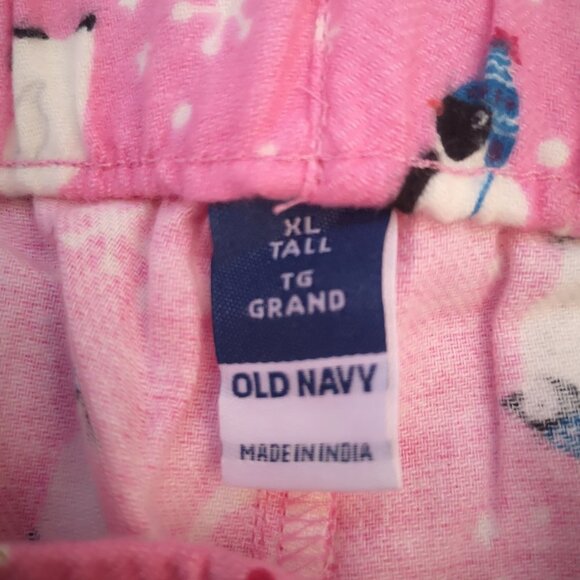 XL
TALL
TG
GRAND
OLD NAVY
MADE IN INDIA